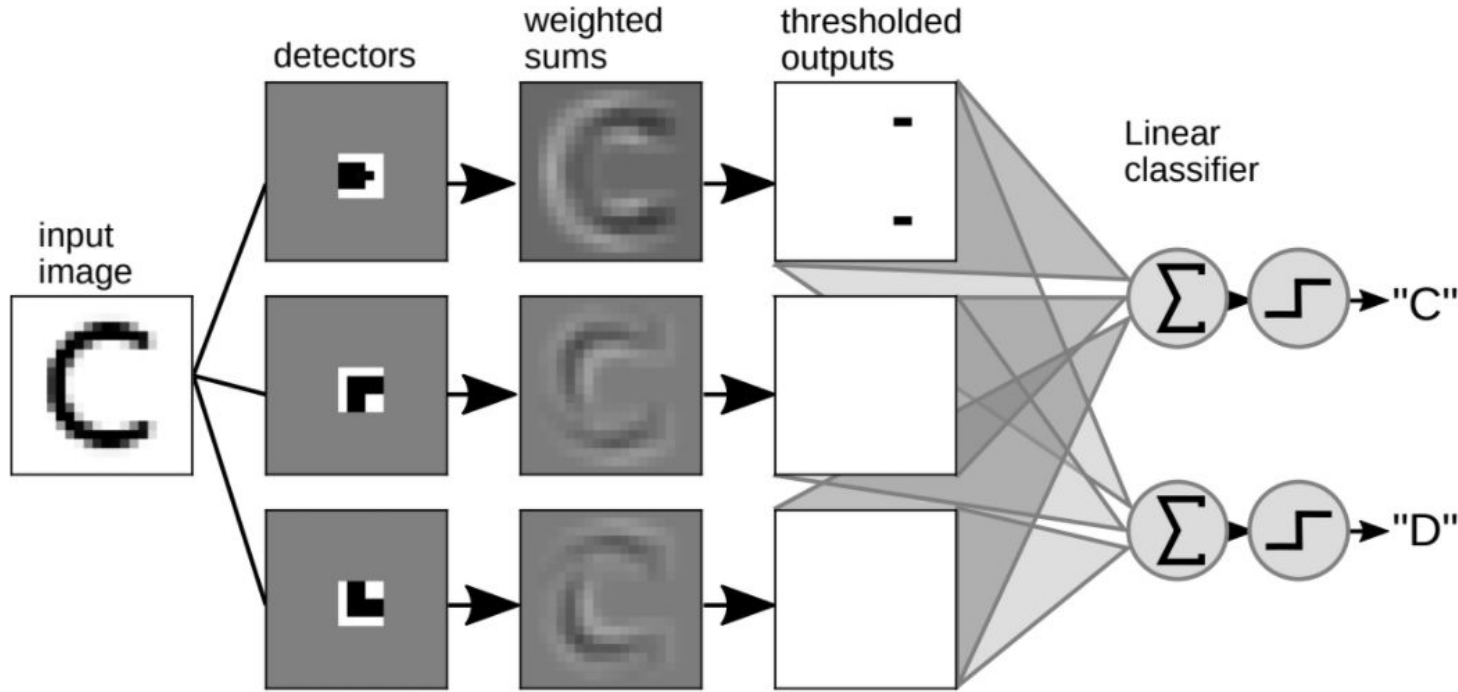 detectors
weighted
sums
thresholded
outputs
input
image
Linear
classifier
Σ
Σ
"C"
"D"